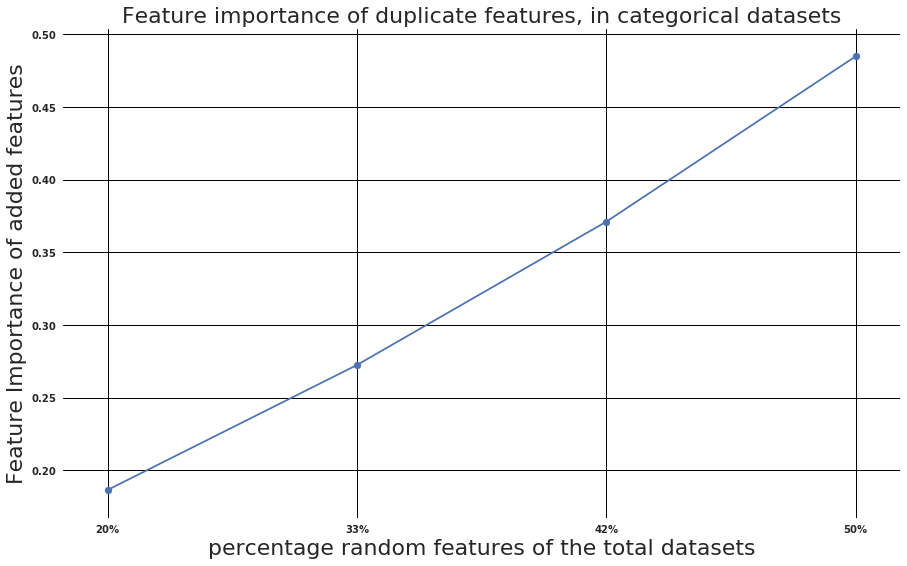 Feature importance of duplicate features, in categorical datasets
Feature Importance of added features
0.50
0.45
0.40
0.35
0.30
0.25
0.20
20% 33% 42% 50%
percentage random features of the total datasets